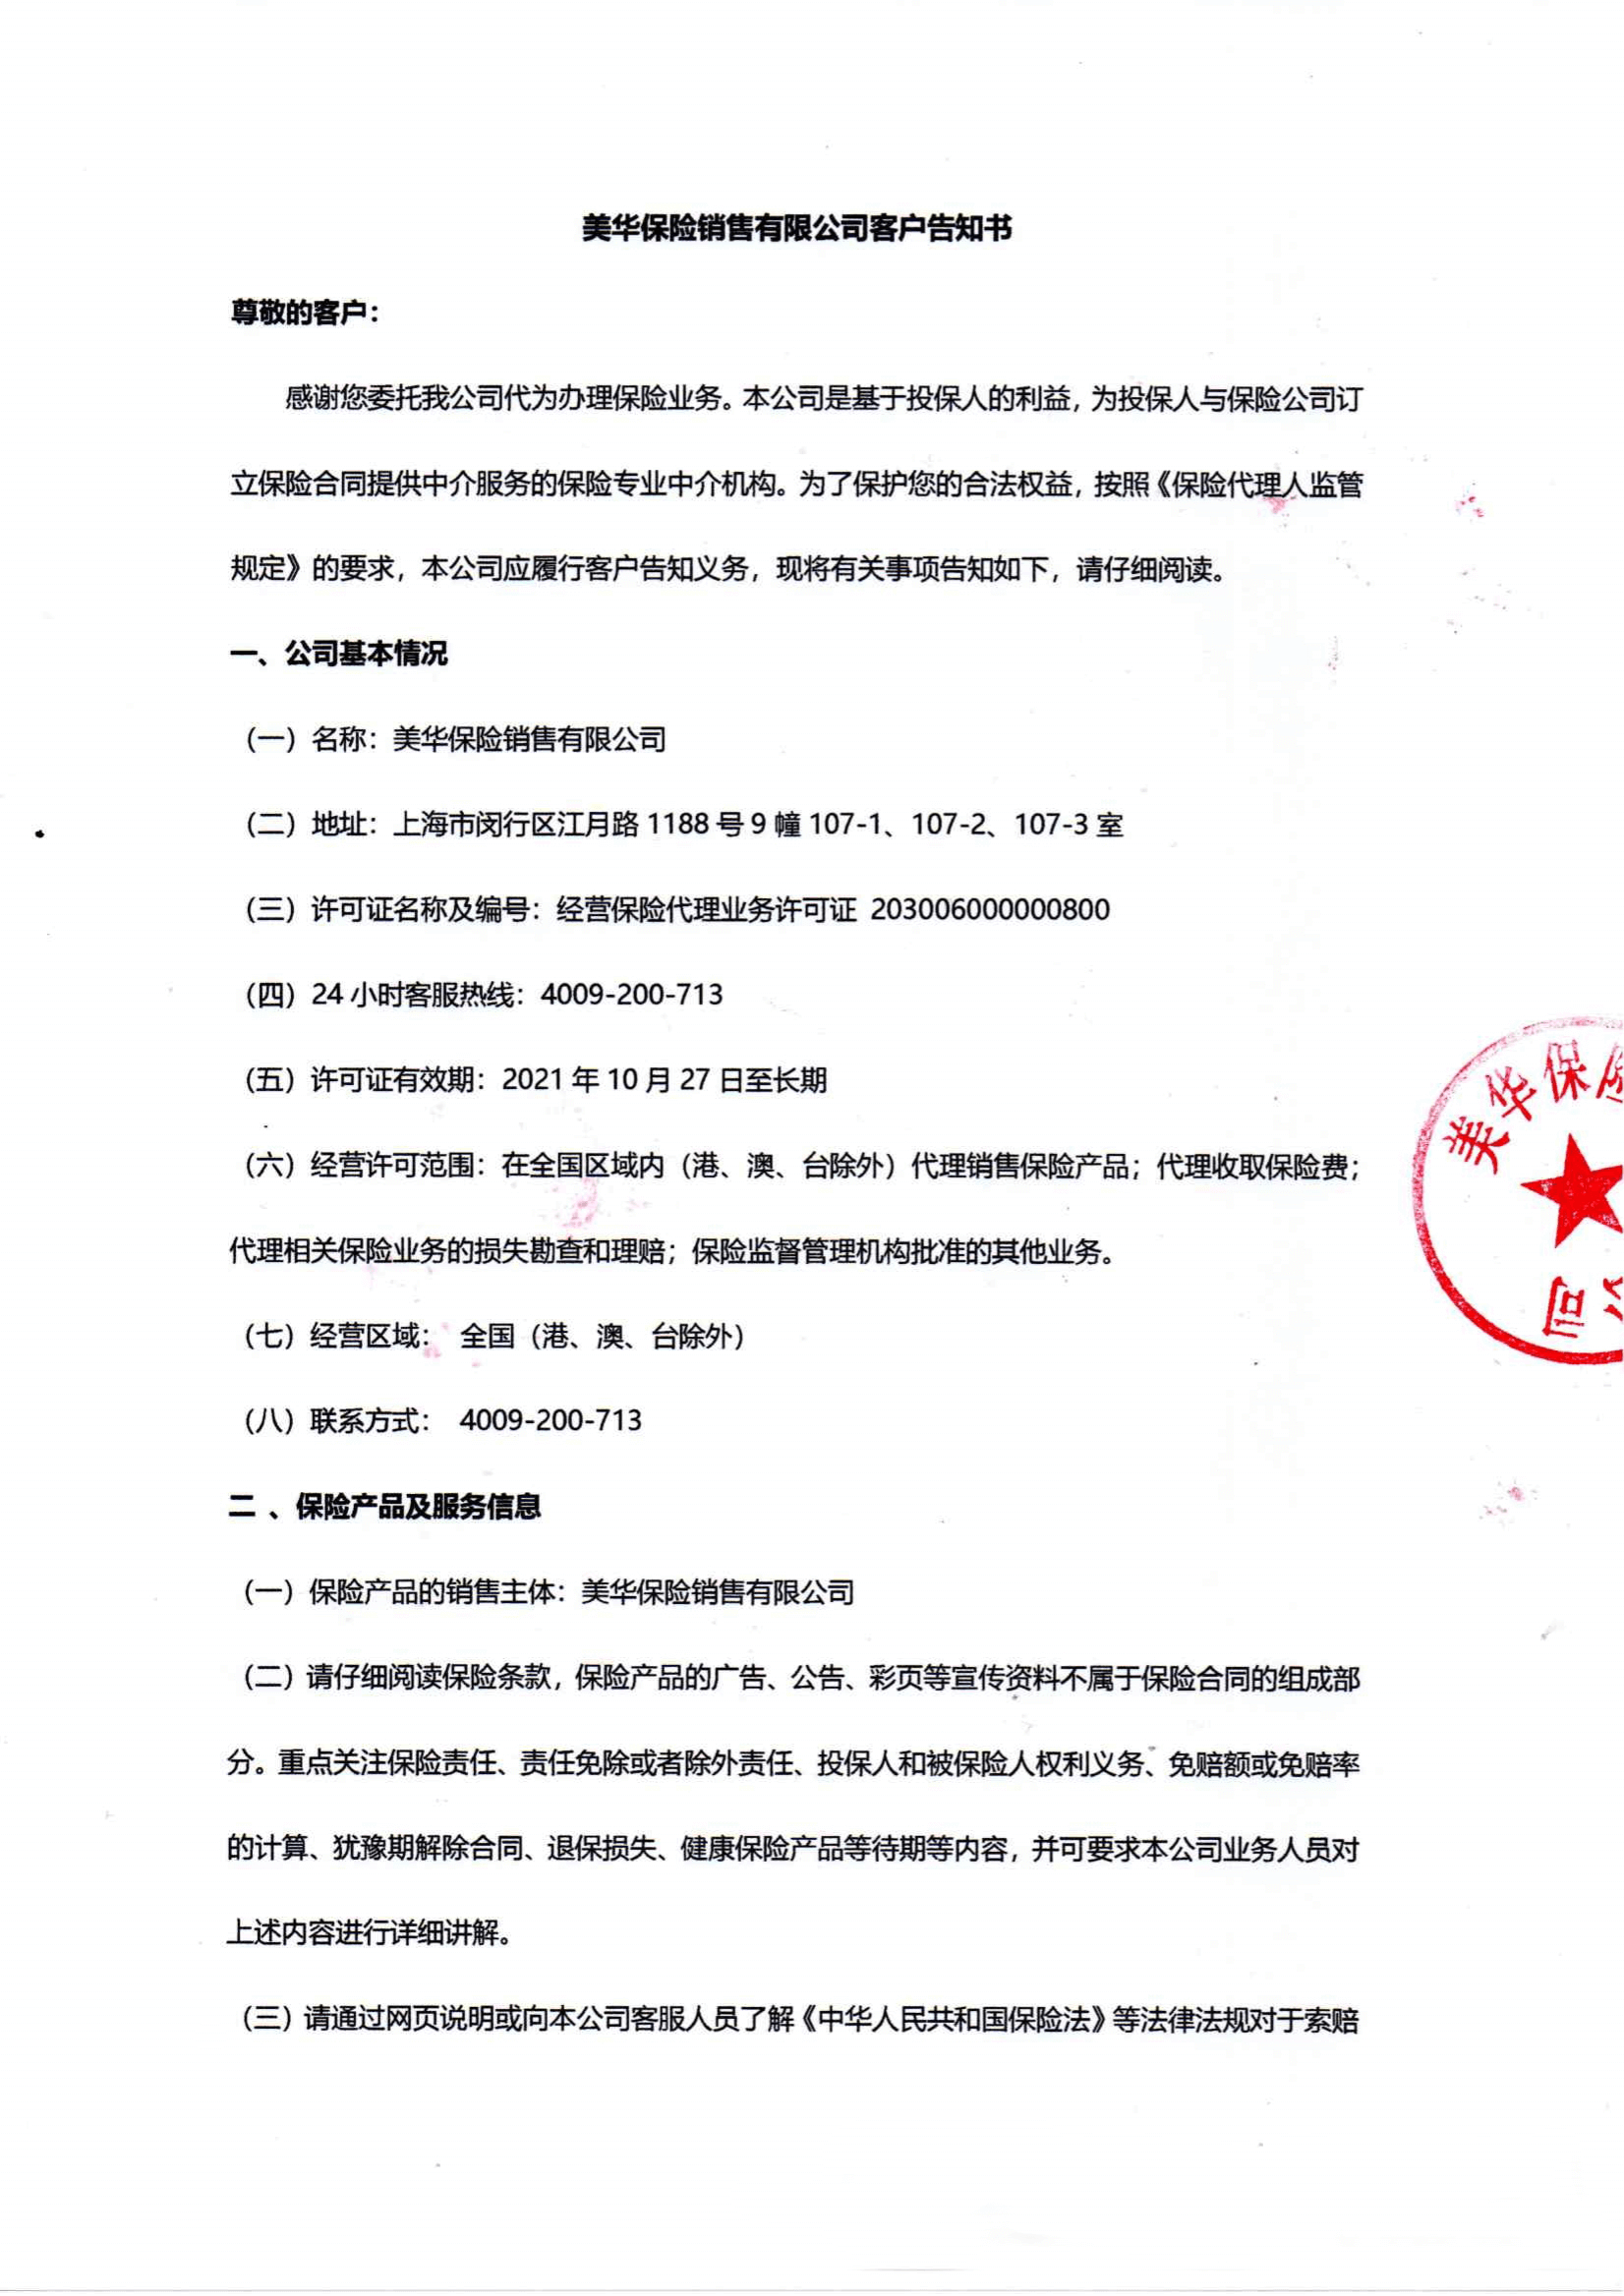 美华保险销售有限公司客户告知书
尊敬的客户：
感谢您委托我公司代为办理保险业务。本公司是基于投保人的利益，为投保人与保险公司订
立保险合同提供中介服务的保险专业中介机构。为了保护您的合法权益，按照《保险代理人监管
规定》的要求，本公司应履行客户告知义务，现将有关事项告知如下，请仔细阅读。
一、公司基本情况
（一）名称：美华保险销售有限公司
（二）地址：上海市闵行区江月路 1188 号 9 幢 107-1、107-2、107-3 室
（三）许可证名称及编号：经营保险代理业务许可证 203006000000800
（四）24 小时客服热线：4009-200-713
（五）许可证有效期：2021 年 10 月 27 日至长期
（六）经营许可范围：在全国区域内（港、澳、台除外）代理销售保险产品；代理收取保险费；
代理相关保险业务的损失勘查和理赔；保险监督管理机构批准的其他业务。
（七）经营区域： 全国（港、澳、台除外）
（八）联系方式： 4009-200-713
二 、保险产品及服务信息
（一）保险产品的销售主体：美华保险销售有限公司
（二）请仔细阅读保险条款，保险产品的广告、公告、彩页等宣传资料不属于保险合同的组成部
分。重点关注保险责任、责任免除或者除外责任、投保人和被保险人权利义务、免赔额或免赔率
的计算、犹豫期解除合同、退保损失、健康保险产品等待期等内容，并可要求本公司业务人员对
上述内容进行详细讲解。
（三）请通过网页说明或向本公司客服人员了解《中华人民共和国保险法》等法律法规对于索赔
美华保
司